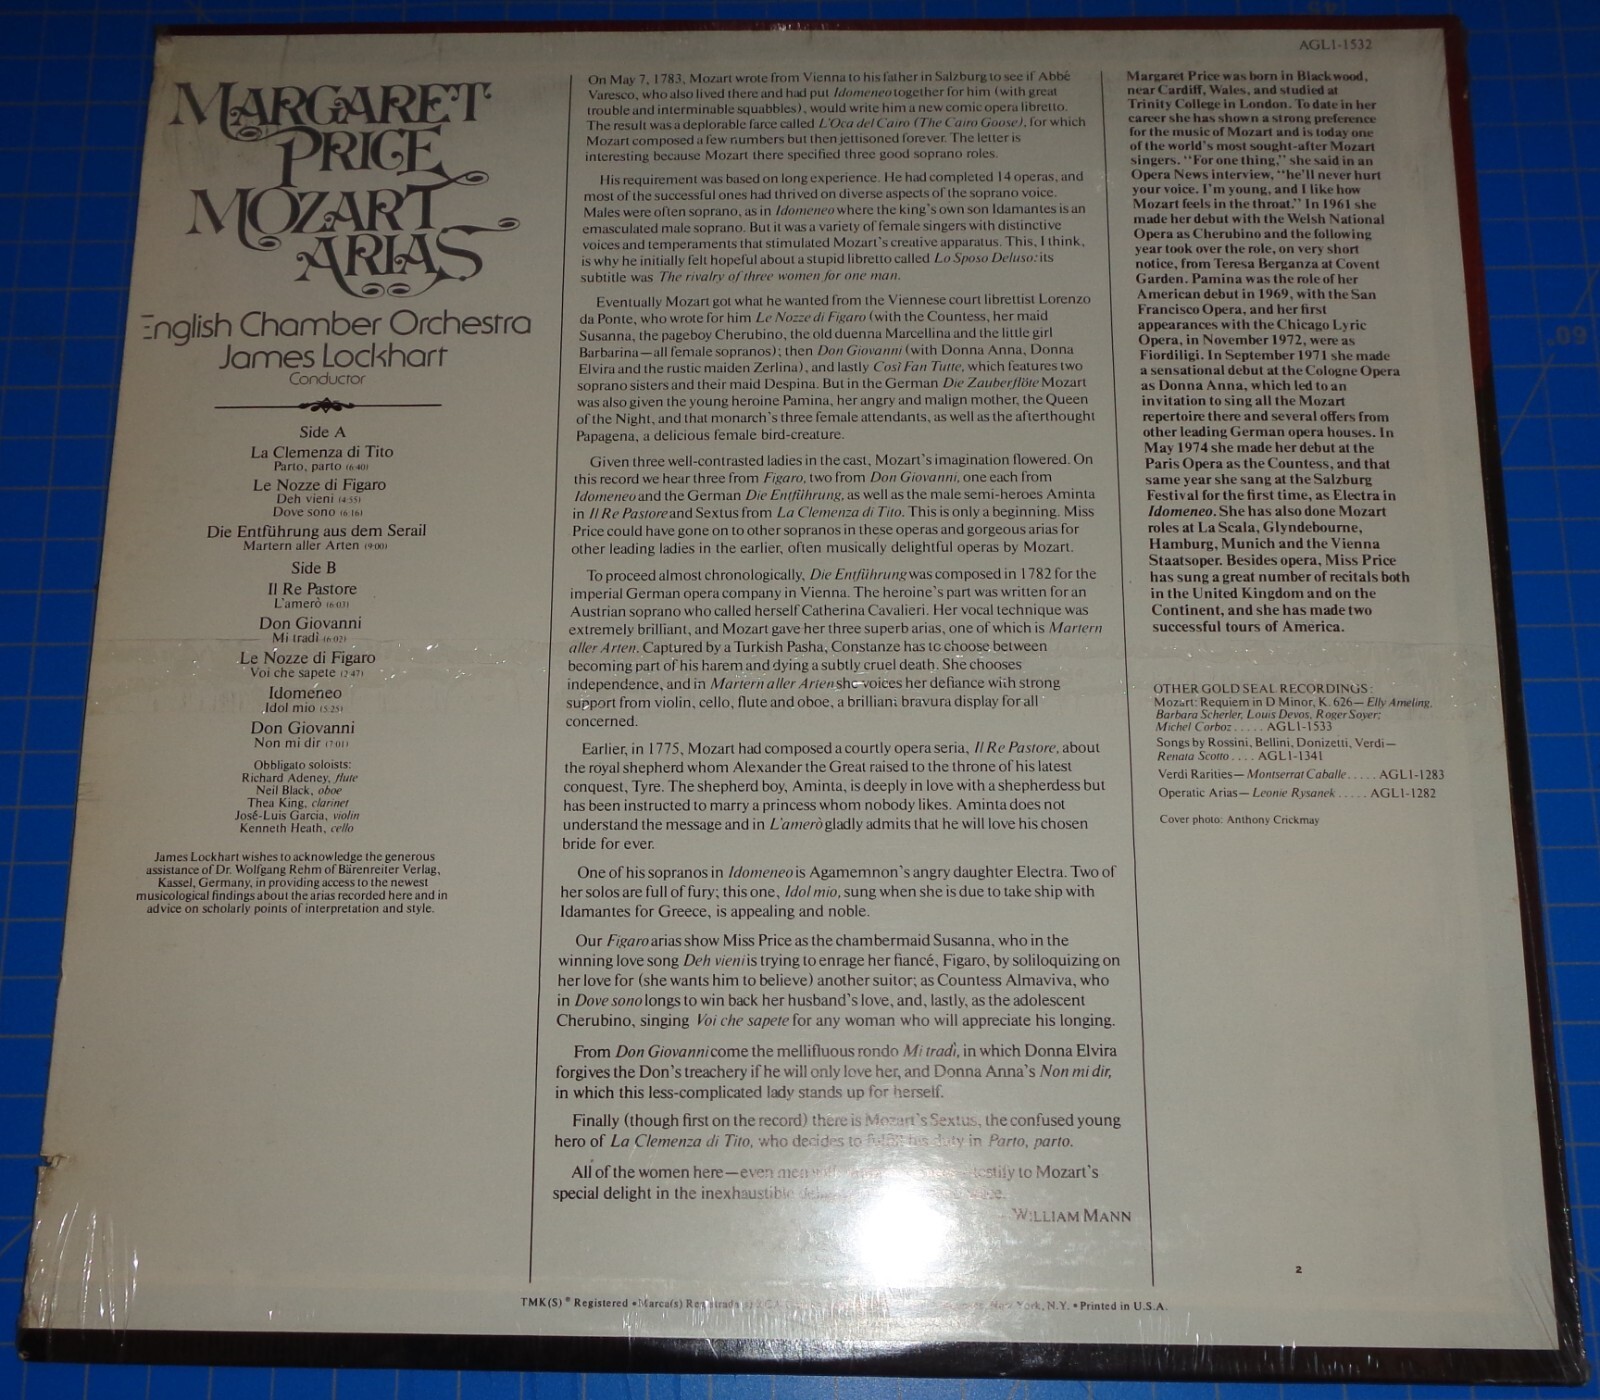 AGL1-1532
MARGARET
PRICE
MOZART
ARIAS
English Chamber Orchestra
James Lockhart
Conductor
Side A
La Clemenza di Tito
Parto, parto (6:40)
Le Nozze di Figaro
Deh vieni (4:55)
Dove sono (6:16)
Die Entführung aus dem Serail
Martern aller Arten (9:00)
Side B
Il Re Pastore
L'amerò (6:03)
Don Giovanni
Mi tradì (6:02)
Le Nozze di Figaro
Voi che sapete (2:47)
Idomeneo
Idol mio (5:25)
Don Giovanni
Non mi dir (7:01)
Obbligato soloists:
Richard Adeney, flute
Neil Black, oboe
Thea King, clarinet
José-Luis Garcia, violin
Kenneth Heath, cello
James Lockhart wishes to acknowledge the generous
assistance of Dr. Wolfgang Rehm of Bärenreiter Verlag,
Kassel, Germany, in providing access to the newest
musicological findings about the arias recorded here and in
advice on scholarly points of interpretation and style.
On May 7, 1783, Mozart wrote from Vienna to his father in Salzburg to see if Abbé
Varesco, who also lived there and had put Idomeneo together for him (with great
trouble and interminable squabbles), would write him a new comic opera libretto.
The result was a deplorable farce called L'Oca del Cairo (The Cairo Goose), for which
Mozart composed a few numbers but then jettisoned forever. The letter is
interesting because Mozart there specified three good soprano roles.
His requirement was based on long experience. He had completed 14 operas, and
most of the successful ones had thrived on diverse aspects of the soprano voice.
Males were often soprano, as in Idomeneo where the king's own son Idamantes is an
emasculated male soprano. But it was a variety of female singers with distinctive
voices and temperaments that stimulated Mozart's creative apparatus. This, I think,
is why he initially felt hopeful about a stupid libretto called Lo Sposo Deluso: its
subtitle was The rivalry of three women for one man.
Eventually Mozart got what he wanted from the Viennese court librettist Lorenzo
da Ponte, who wrote for him Le Nozze di Figaro (with the Countess, her maid
Susanna, the pageboy Cherubino, the old duenna Marcellina and the little girl
Barbarina—all female sopranos); then Don Giovanni (with Donna Anna, Donna
Elvira and the rustic maiden Zerlina), and lastly Così Fan Tutte, which features two
soprano sisters and their maid Despina. But in the German Die Zauberflöte Mozart
was also given the young heroine Pamina, her angry and malign mother, the Queen
of the Night, and that monarch's three female attendants, as well as the afterthought
Papagena, a delicious female bird-creature.
Given three well-contrasted ladies in the cast, Mozart's imagination flowered. On
this record we hear three from Figaro, two from Don Giovanni, one each from
Idomeneo and the German Die Entführung, as well as the male semi-heroes Aminta
in Il Re Pastore and Sextus from La Clemenza di Tito. This is only a beginning. Miss
Price could have gone on to other sopranos in these operas and gorgeous arias for
other leading ladies in the earlier, often musically delightful operas by Mozart.
To proceed almost chronologically, Die Entführung was composed in 1782 for the
imperial German opera company in Vienna. The heroine's part was written for an
Austrian soprano who called herself Catherina Cavalieri. Her vocal technique was
extremely brilliant, and Mozart gave her three superb arias, one of which is Martern
aller Arten. Captured by a Turkish Pasha, Constanze has to choose between
becoming part of his harem and dying a subtly cruel death. She chooses
independence, and in Martern aller Arten she voices her defiance with strong
support from violin, cello, flute and oboe, a brilliant bravura display for all
concerned.
Earlier, in 1775, Mozart had composed a courtly opera seria, Il Re Pastore, about
the royal shepherd whom Alexander the Great raised to the throne of his latest
conquest, Tyre. The shepherd boy, Aminta, is deeply in love with a shepherdess but
has been instructed to marry a princess whom nobody likes. Aminta does not
understand the message and in L'amerò gladly admits that he will love his chosen
bride for ever.
One of his sopranos in Idomeneo is Agamemnon's angry daughter Electra. Two of
her solos are full of fury; this one, Idol mio, sung when she is due to take ship with
Idamantes for Greece, is appealing and noble.
Our Figaro arias show Miss Price as the chambermaid Susanna, who in the
winning love song Deh vieni is trying to enrage her fiancé, Figaro, by soliloquizing on
her love for (she wants him to believe) another suitor; as Countess Almaviva, who
in Dove sono longs to win back her husband's love, and, lastly, as the adolescent
Cherubino, singing Voi che sapete for any woman who will appreciate his longing.
From Don Giovanni come the mellifluous rondo Mi tradì, in which Donna Elvira
forgives the Don's treachery if he will only love her, and Donna Anna's Non mi dir,
in which this less-complicated lady stands up for herself.
Finally (though first on the record) there is Mozart's Sextus, the confused young
hero of La Clemenza di Tito, who decides to fulfill his duty in Parto, parto.
All of the women here—even men testify to Mozart's
special delight in the inexhaustible
WILLIAM MANN
Margaret Price was born in Blackwood,
near Cardiff, Wales, and studied at
Trinity College in London. To date in her
career she has shown a strong preference
for the music of Mozart and is today one
of the world's most sought-after Mozart
singers. "For one thing," she said in an
Opera News interview, "he'll never hurt
your voice. I'm young, and I like how
Mozart feels in the throat." In 1961 she
made her debut with the Welsh National
Opera as Cherubino and the following
year took over the role, on very short
notice, from Teresa Berganza at Covent
Garden. Pamina was the role of her
American debut in 1969, with the San
Francisco Opera, and her first
appearances with the Chicago Lyric
Opera, in November 1972, were as
Fiordiligi. In September 1971 she made
a sensational debut at the Cologne Opera
as Donna Anna, which led to an
invitation to sing all the Mozart
repertoire there and several offers from
other leading German opera houses. In
May 1974 she made her debut at the
Paris Opera as the Countess, and that
same year she sang at the Salzburg
Festival for the first time, as Electra in
Idomeneo. She has also done Mozart
roles at La Scala, Glyndebourne,
Hamburg, Munich and the Vienna
Staatsoper. Besides opera, Miss Price
has sung a great number of recitals both
in the United Kingdom and on the
Continent, and she has made two
successful tours of America.
OTHER GOLD SEAL RECORDINGS:
Mozart: Requiem in D Minor, K. 626—Elly Ameling,
Barbara Scherler, Louis Devos, Roger Soyer;
Michel Corboz ..... AGL1-1533
Songs by Rossini, Bellini, Donizetti, Verdi—
Renata Scotto .... AGL1-1341
Verdi Rarities—Montserrat Caballe ..... AGL1-1283
Operatic Arias—Leonie Rysanek ..... AGL1-1282
Cover photo: Anthony Crickmay
2
TMK(S) ® Registered • Marca(s) Registrada(s) RCA New York, N.Y. • Printed in U.S.A.